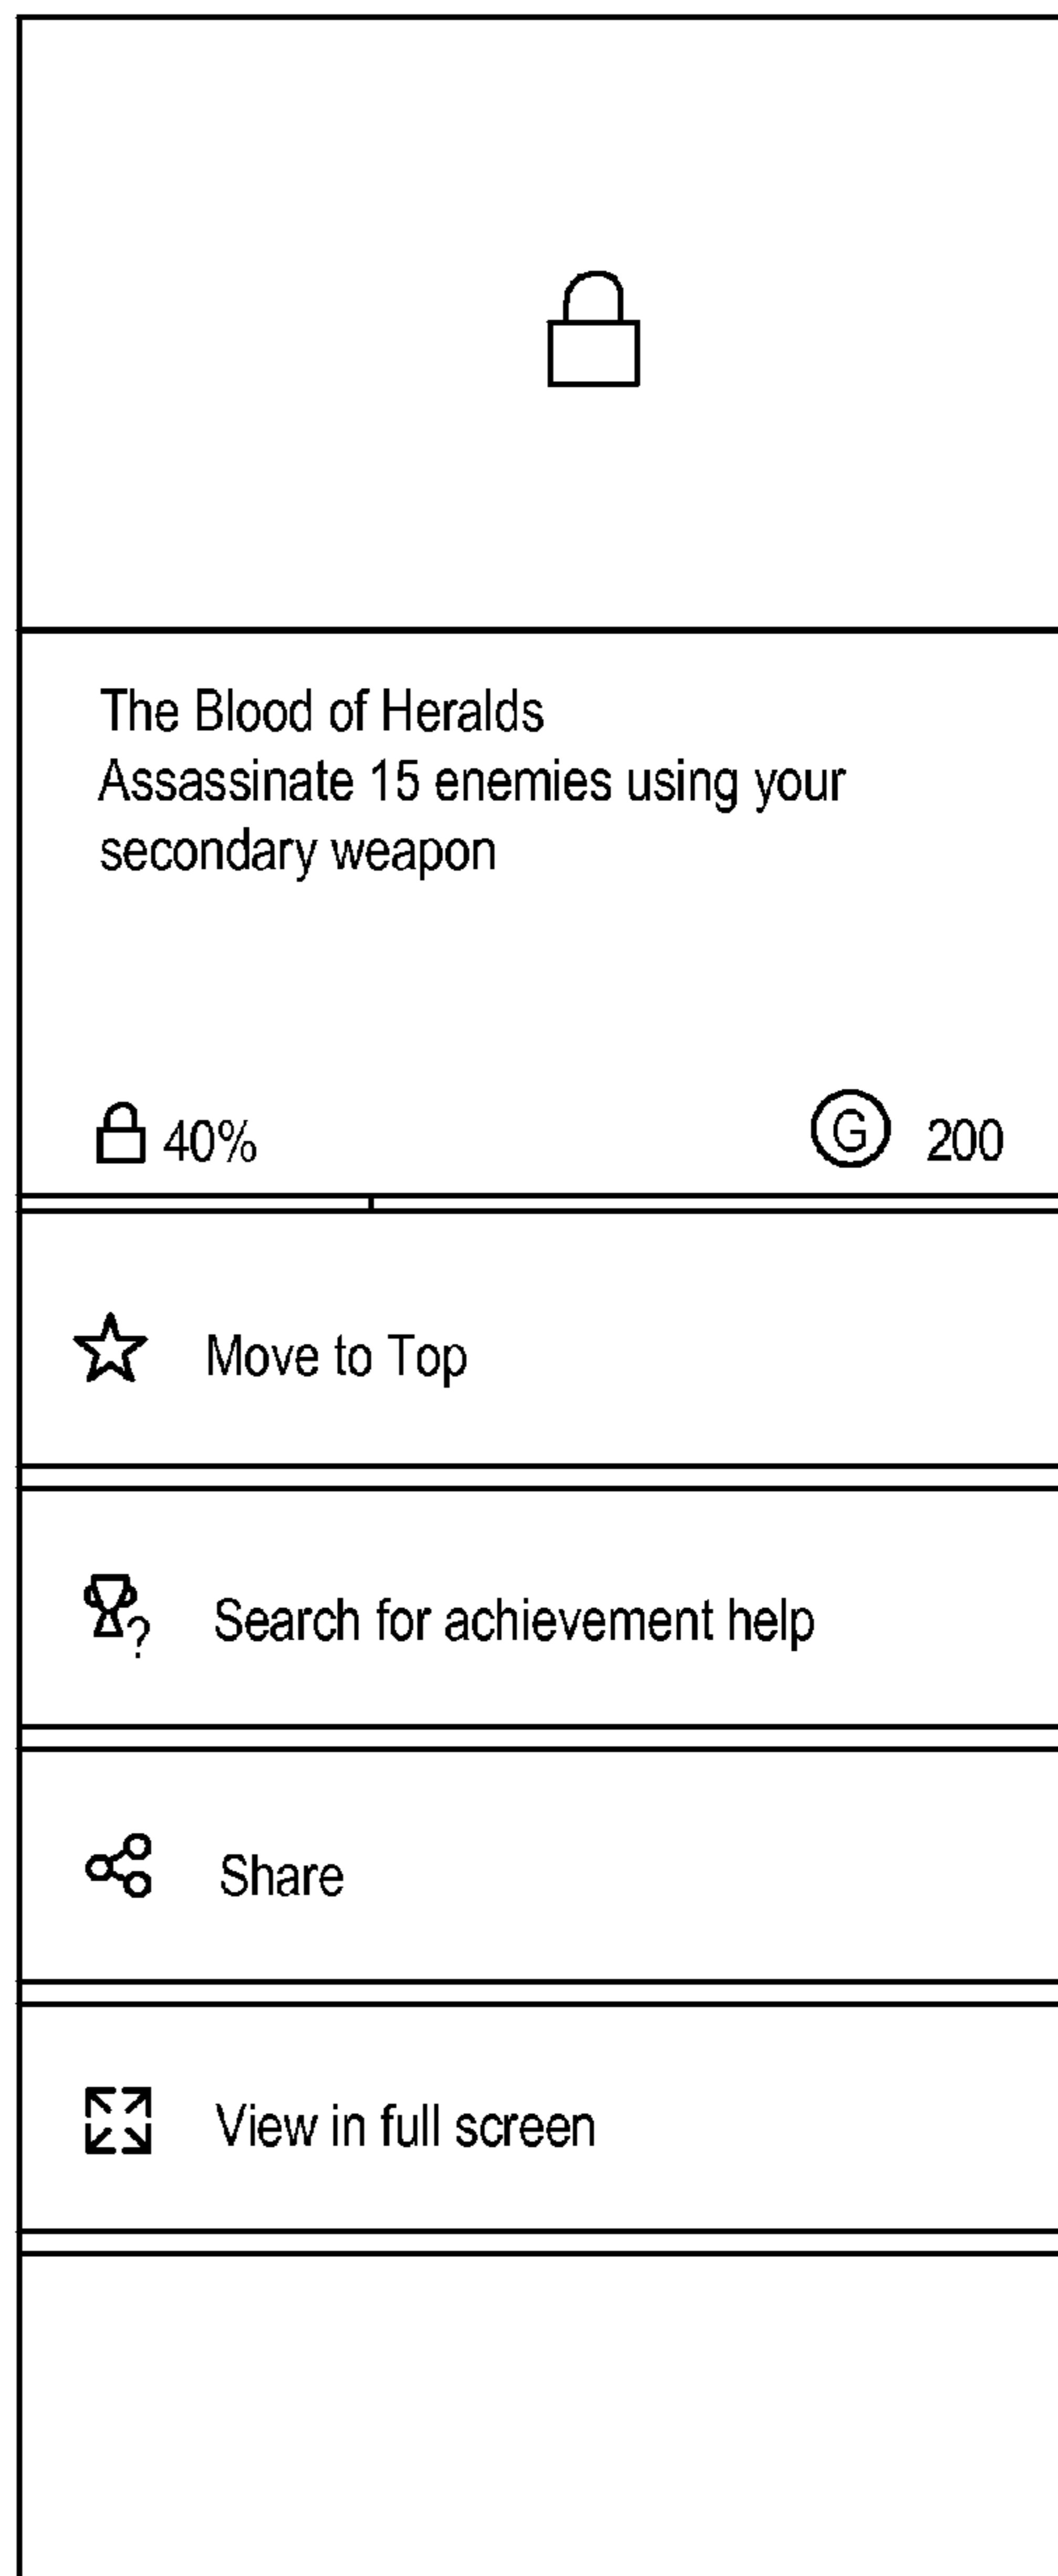 The Blood of Heralds
Assassinate 15 enemies using your
secondary weapon
40%
G 200
Move to Top
? Search for achievement help
Share
View in full screen